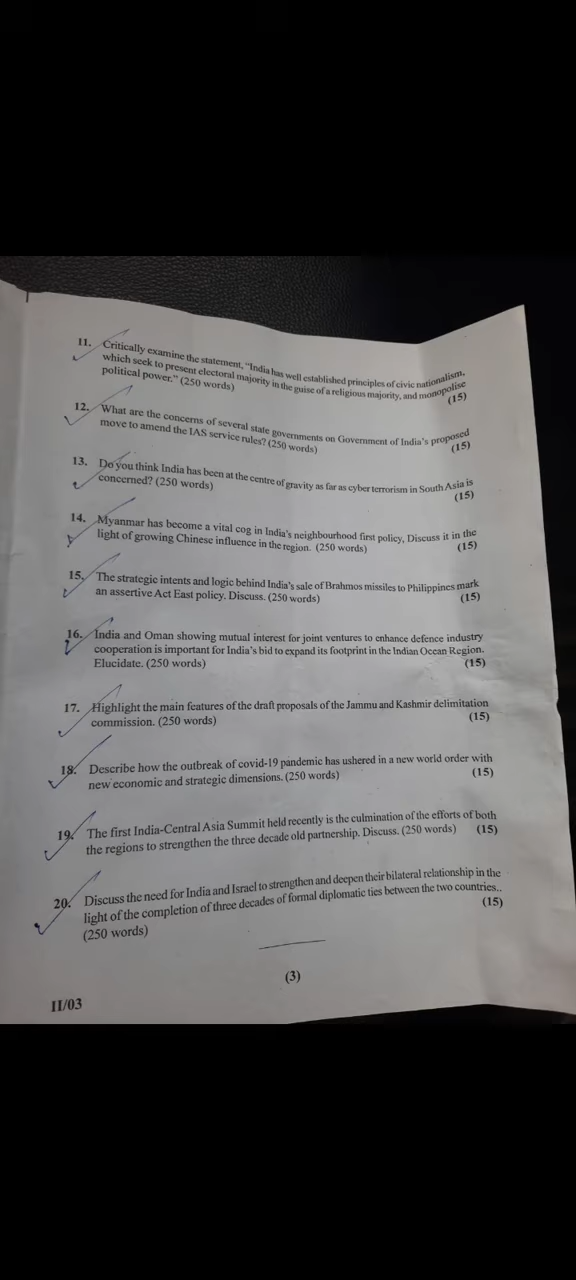 11. Critically examine the statement, "India has well established principles of civic nationalism,
which seek to present electoral majority in the guise of a religious majority, and monopolise
political power." (250 words) (15)
12. What are the concerns of several state governments on Government of India's proposed
move to amend the IAS service rules? (250 words) (15)
13. Do you think India has been at the centre of gravity as far as cyber terrorism in South Asia is
concerned? (250 words) (15)
14. Myanmar has become a vital cog in India's neighbourhood first policy, Discuss it in the
light of growing Chinese influence in the region. (250 words) (15)
15. The strategic intents and logic behind India's sale of Brahmos missiles to Philippines mark
an assertive Act East policy. Discuss. (250 words) (15)
16. India and Oman showing mutual interest for joint ventures to enhance defence industry
cooperation is important for India's bid to expand its footprint in the Indian Ocean Region.
Elucidate. (250 words) (15)
17. Highlight the main features of the draft proposals of the Jammu and Kashmir delimitation
commission. (250 words) (15)
18. Describe how the outbreak of covid-19 pandemic has ushered in a new world order with
new economic and strategic dimensions. (250 words) (15)
19. The first India-Central Asia Summit held recently is the culmination of the efforts of both
the regions to strengthen the three decade old partnership. Discuss. (250 words) (15)
20. Discuss the need for India and Israel to strengthen and deepen their bilateral relationship in the
light of the completion of three decades of formal diplomatic ties between the two countries..
(250 words) (15)
(3)
II/03